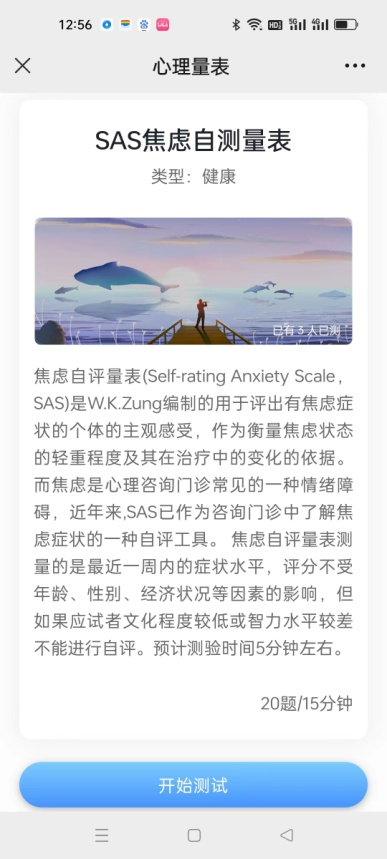 12:56
HD 5G 4G
心理量表
SAS焦虑自测量表
类型：健康
已有 3 人已测
焦虑自评量表(Self-rating Anxiety Scale，
SAS)是W.K.Zung编制的用于评出有焦虑症
状的个体的主观感受，作为衡量焦虑状态
的轻重程度及其在治疗中的变化的依据。
而焦虑是心理咨询门诊常见的一种情绪障
碍，近年来,SAS已作为咨询门诊中了解焦
虑症状的一种自评工具。 焦虑自评量表测
量的是最近一周内的症状水平，评分不受
年龄、性别、经济状况等因素的影响，但
如果应试者文化程度较低或智力水平较差
不能进行自评。预计测验时间5分钟左右。
20题/15分钟
开始测试